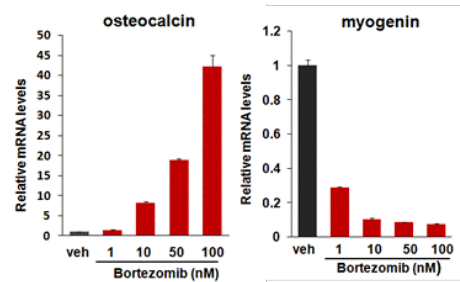 osteocalcin
Relative mRNA levels
50
45
40
35
30
25
20
15
10
5
0
veh 1 10 50 100
Bortezomib (nM)
myogenin
Relative mRNA levels
1.2
1
0.8
0.6
0.4
0.2
0
veh 1 10 50 100
Bortezomib (nM)